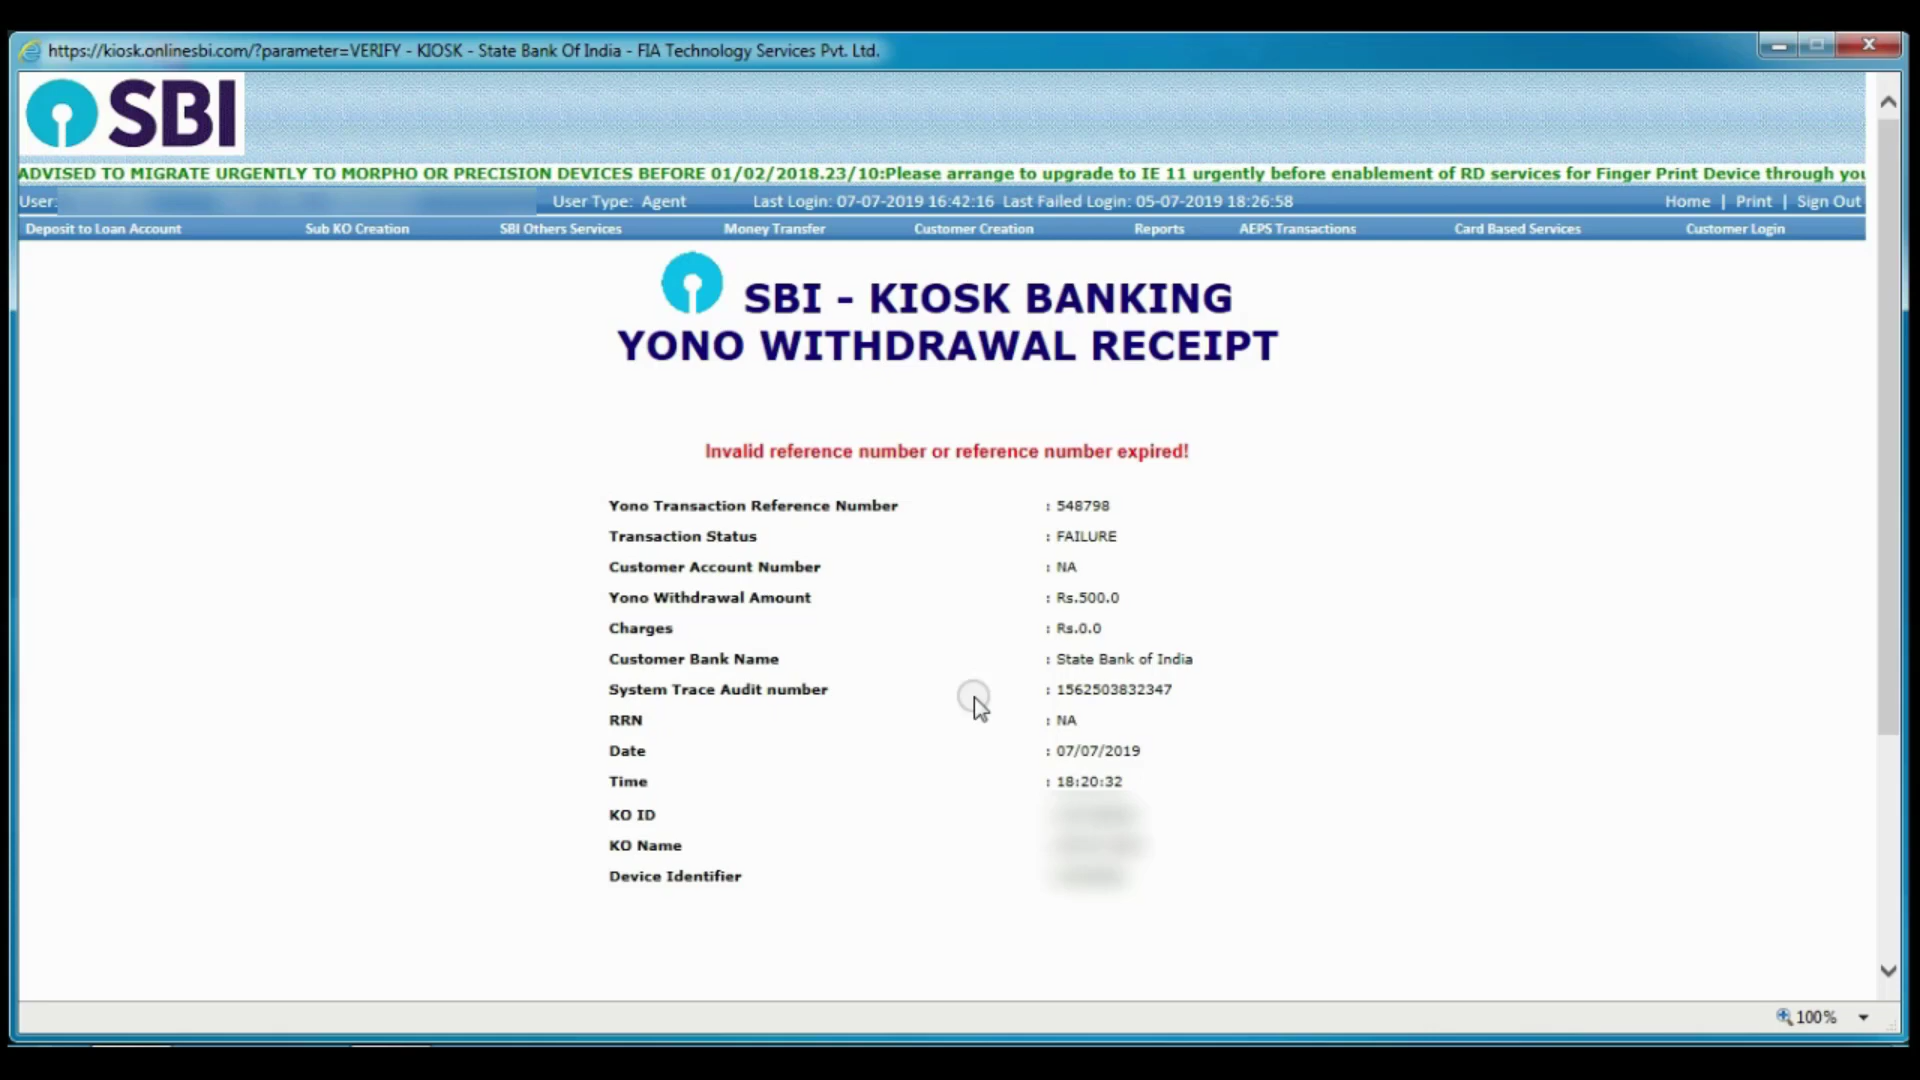 https://kiosk.onlinesbi.com/?parameter=VERIFY - KIOSK - State Bank Of India - FIA Technology Services Pvt. Ltd.
SBI
ADVISED TO MIGRATE URGENTLY TO MORPHO OR PRECISION DEVICES BEFORE 01/02/2018.23/10:Please arrange to upgrade to IE 11 urgently before enablement of RD services for Finger Print Device through you
User: User Type: Agent Last Login: 07-07-2019 16:42:16 Last Failed Login: 05-07-2019 18:26:58 Home | Print | Sign Out
Deposit to Loan Account Sub KO Creation SBI Others Services Money Transfer Customer Creation Reports AEPS Transactions Card Based Services Customer Login
SBI - KIOSK BANKING
YONO WITHDRAWAL RECEIPT
Invalid reference number or reference number expired!
Yono Transaction Reference Number : 548798
Transaction Status : FAILURE
Customer Account Number : NA
Yono Withdrawal Amount : Rs.500.0
Charges : Rs.0.0
Customer Bank Name : State Bank of India
System Trace Audit number : 1562503832347
RRN : NA
Date : 07/07/2019
Time : 18:20:32
KO ID
KO Name
Device Identifier
100%